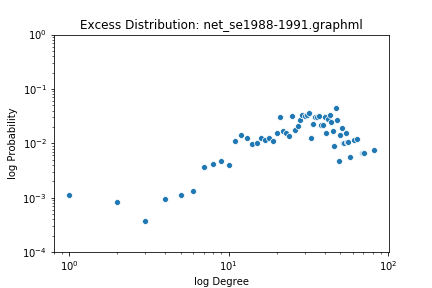 Excess Distribution: net_se1988-1991.graphml
10⁰
10⁻¹
10⁻²
10⁻³
10⁻⁴
log Probability
10⁰ 10¹ 10²
log Degree